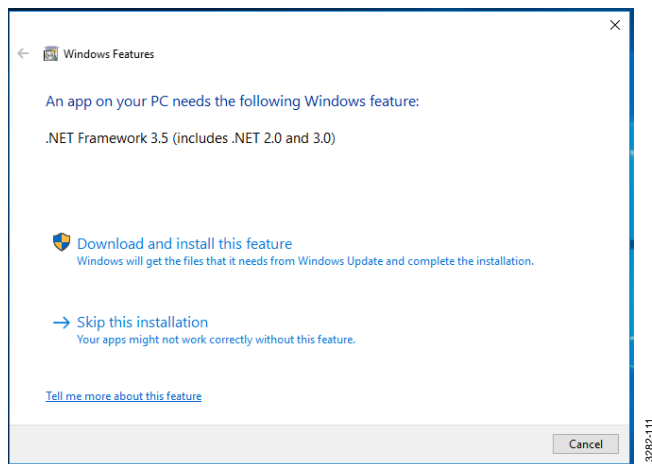 Windows Features
An app on your PC needs the following Windows feature:
.NET Framework 3.5 (includes .NET 2.0 and 3.0)
Download and install this feature
Windows will get the files that it needs from Windows Update and complete the installation.
Skip this installation
Your apps might not work correctly without this feature.
Tell me more about this feature
Cancel
3282-111